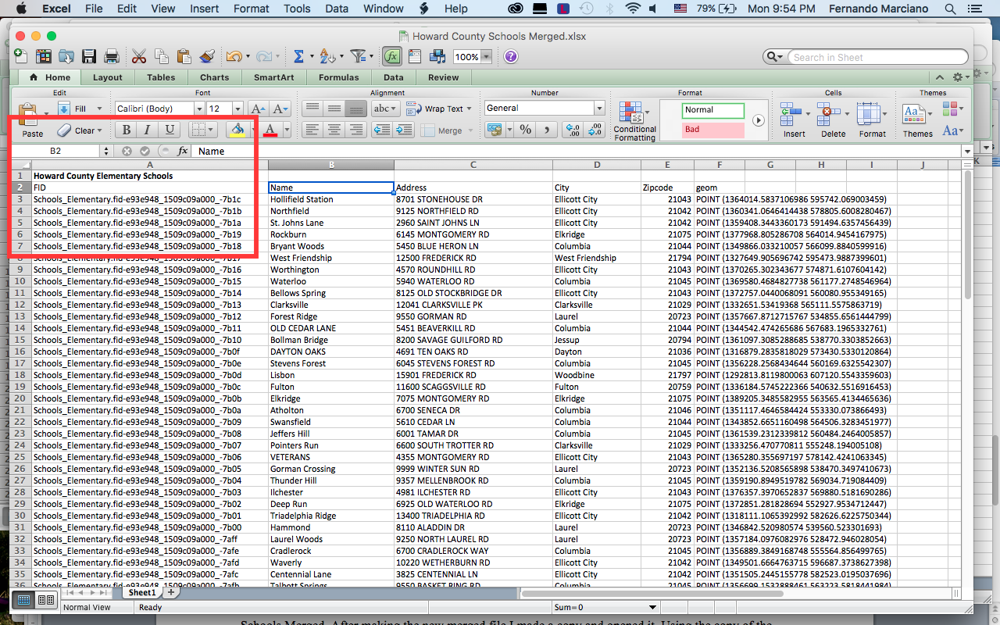 Excel File Edit View Insert Format Tools Data Window Help 79% Mon 9:54 PM Fernando Marciano
Howard County Schools Merged.xlsx
100% Search in Sheet
Home Layout Tables Charts SmartArt Formulas Data Review
Edit Font Alignment Number Format Cells Themes
Fill Calibri (Body) 12 abc Wrap Text General Normal
Paste Clear B I U A Merge % Conditional Formatting Bad Insert Delete Format Themes Aa
B2 fx Name
A B C D E F G H I J
1 Howard County Elementary Schools
2 FID Name Address City Zipcode geom
3 Schools_Elementary.fid-e93e948_1509c09a000_-7b1c Hollifield Station 8701 STONEHOUSE DR Ellicott City 21043 POINT (1364014.5837106986 595742.069003459)
4 Schools_Elementary.fid-e93e948_1509c09a000_-7b1b Northfield 9125 NORTHFIELD RD Ellicott City 21042 POINT (1360341.0646414438 578805.6008280467)
5 Schools_Elementary.fid-e93e948_1509c09a000_-7b1a St. Johns Lane 2960 SAINT JOHNS LN Ellicott City 21042 POINT (1359408.3443360173 591494.6357456439)
6 Schools_Elementary.fid-e93e948_1509c09a000_-7b19 Rockburn 6145 MONTGOMERY RD Elkridge 21075 POINT (1377968.805286708 564014.9454167975)
7 Schools_Elementary.fid-e93e948_1509c09a000_-7b18 Bryant Woods 5450 BLUE HERON LN Columbia 21044 POINT (1349866.033210057 566099.8840599916)
8 Schools_Elementary.fid-e93e948_1509c09a000_-7b17 West Friendship 12500 FREDERICK RD West Friendship 21794 POINT (1327649.905696742 595473.9887399601)
9 Schools_Elementary.fid-e93e948_1509c09a000_-7b16 Worthington 4570 ROUNDHILL RD Ellicott City 21043 POINT (1370265.302343677 574871.6107604142)
10 Schools_Elementary.fid-e93e948_1509c09a000_-7b15 Waterloo 5940 WATERLOO RD Columbia 21045 POINT (1369580.4684827738 561177.2748546964)
11 Schools_Elementary.fid-e93e948_1509c09a000_-7b14 Bellows Spring 8125 OLD STOCKBRIDGE DR Ellicott City 21043 POINT (1372757.0440068091 560080.955349165)
12 Schools_Elementary.fid-e93e948_1509c09a000_-7b13 Clarksville 12041 CLARKSVILLE PK Clarksville 21029 POINT (1332651.53419368 565111.5575863719)
13 Schools_Elementary.fid-e93e948_1509c09a000_-7b12 Forest Ridge 9550 GORMAN RD Laurel 20723 POINT (1357667.8712715767 534855.6561444799)
14 Schools_Elementary.fid-e93e948_1509c09a000_-7b11 OLD CEDAR LANE 5451 BEAVERKILL RD Columbia 21044 POINT (1344542.474265686 567683.1965332761)
15 Schools_Elementary.fid-e93e948_1509c09a000_-7b10 Bollman Bridge 8200 SAVAGE GUILFORD RD Jessup 20794 POINT (1361097.3085288685 538770.3303852663)
16 Schools_Elementary.fid-e93e948_1509c09a000_-7b0f DAYTON OAKS 4691 TEN OAKS RD Dayton 21036 POINT (1316879.2835818029 573430.5330120864)
17 Schools_Elementary.fid-e93e948_1509c09a000_-7b0e Stevens Forest 6045 STEVENS FOREST RD Columbia 21045 POINT (1356228.2568434644 560169.6325542307)
18 Schools_Elementary.fid-e93e948_1509c09a000_-7b0d Lisbon 15901 FREDERICK RD Woodbine 21797 POINT (1292813.8119800063 607120.5543359603)
19 Schools_Elementary.fid-e93e948_1509c09a000_-7b0c Fulton 11600 SCAGGSVILLE RD Fulton 20759 POINT (1336184.5745222366 540632.5516916453)
20 Schools_Elementary.fid-e93e948_1509c09a000_-7b0b Elkridge 7075 MONTGOMERY RD Elkridge 21075 POINT (1389205.3485582955 563565.4134465636)
21 Schools_Elementary.fid-e93e948_1509c09a000_-7b0a Atholton 6700 SENECA DR Columbia 21046 POINT (1351117.4646584424 553330.073866493)
22 Schools_Elementary.fid-e93e948_1509c09a000_-7b09 Swansfield 5610 CEDAR LN Columbia 21044 POINT (1343852.6651160498 564506.3283451977)
23 Schools_Elementary.fid-e93e948_1509c09a000_-7b08 Jeffers Hill 6001 TAMAR DR Columbia 21045 POINT (1361539.2312339812 560484.2464005857)
24 Schools_Elementary.fid-e93e948_1509c09a000_-7b07 Pointers Run 6600 SOUTH TROTTER RD Clarksville 21029 POINT (1333256.470770811 555248.194005108)
25 Schools_Elementary.fid-e93e948_1509c09a000_-7b06 VETERANS 4355 MONTGOMERY RD Ellicott City 21043 POINT (1365280.355697197 578142.4241063345)
26 Schools_Elementary.fid-e93e948_1509c09a000_-7b05 Gorman Crossing 9999 WINTER SUN RD Laurel 20723 POINT (1352136.5208565898 538470.3497410673)
27 Schools_Elementary.fid-e93e948_1509c09a000_-7b04 Thunder Hill 9357 MELLENBROOK RD Columbia 21045 POINT (1359190.8949519782 569034.719084409)
28 Schools_Elementary.fid-e93e948_1509c09a000_-7b03 Ilchester 4981 ILCHESTER RD Ellicott City 21043 POINT (1376357.3970652837 569880.5181690286)
29 Schools_Elementary.fid-e93e948_1509c09a000_-7b02 Deep Run 6925 OLD WATERLOO RD Elkridge 21075 POINT (1372851.281828694 552927.9534712447)
30 Schools_Elementary.fid-e93e948_1509c09a000_-7b01 Triadelphia Ridge 13400 TRIADELPHIA RD Ellicott City 21042 POINT (1318111.1065392992 582626.6225750344)
31 Schools_Elementary.fid-e93e948_1509c09a000_-7b00 Hammond 8110 ALADDIN DR Laurel 20723 POINT (1346842.520980574 539560.523301693)
32 Schools_Elementary.fid-e93e948_1509c09a000_-7aff Laurel Woods 9250 NORTH LAUREL RD Laurel 20723 POINT (1357184.0976082976 528472.946028054)
33 Schools_Elementary.fid-e93e948_1509c09a000_-7afe Cradlerock 6700 CRADLEROCK WAY Columbia 21045 POINT (1356889.3849168748 555564.856499765)
34 Schools_Elementary.fid-e93e948_1509c09a000_-7afd Waverly 10220 WETHERBURN RD Ellicott City 21042 POINT (1349501.6664763715 596687.3738627398)
35 Schools_Elementary.fid-e93e948_1509c09a000_-7afc Centennial Lane 3825 CENTENNIAL LN Ellicott City 21042 POINT (1351505.2445155778 582523.0195037696)
36 Schools_Elementary.fid-e93e948_1509c09a000_-7afb Talbott Springs 9550 BASKET RING RD Columbia 21045 POINT (1356699.1532888461 563223.5818441984)
Sheet1
Normal View Ready Sum=0
Schools Merged. After making the new merged file I made a copy and opened it. Using the copy of the